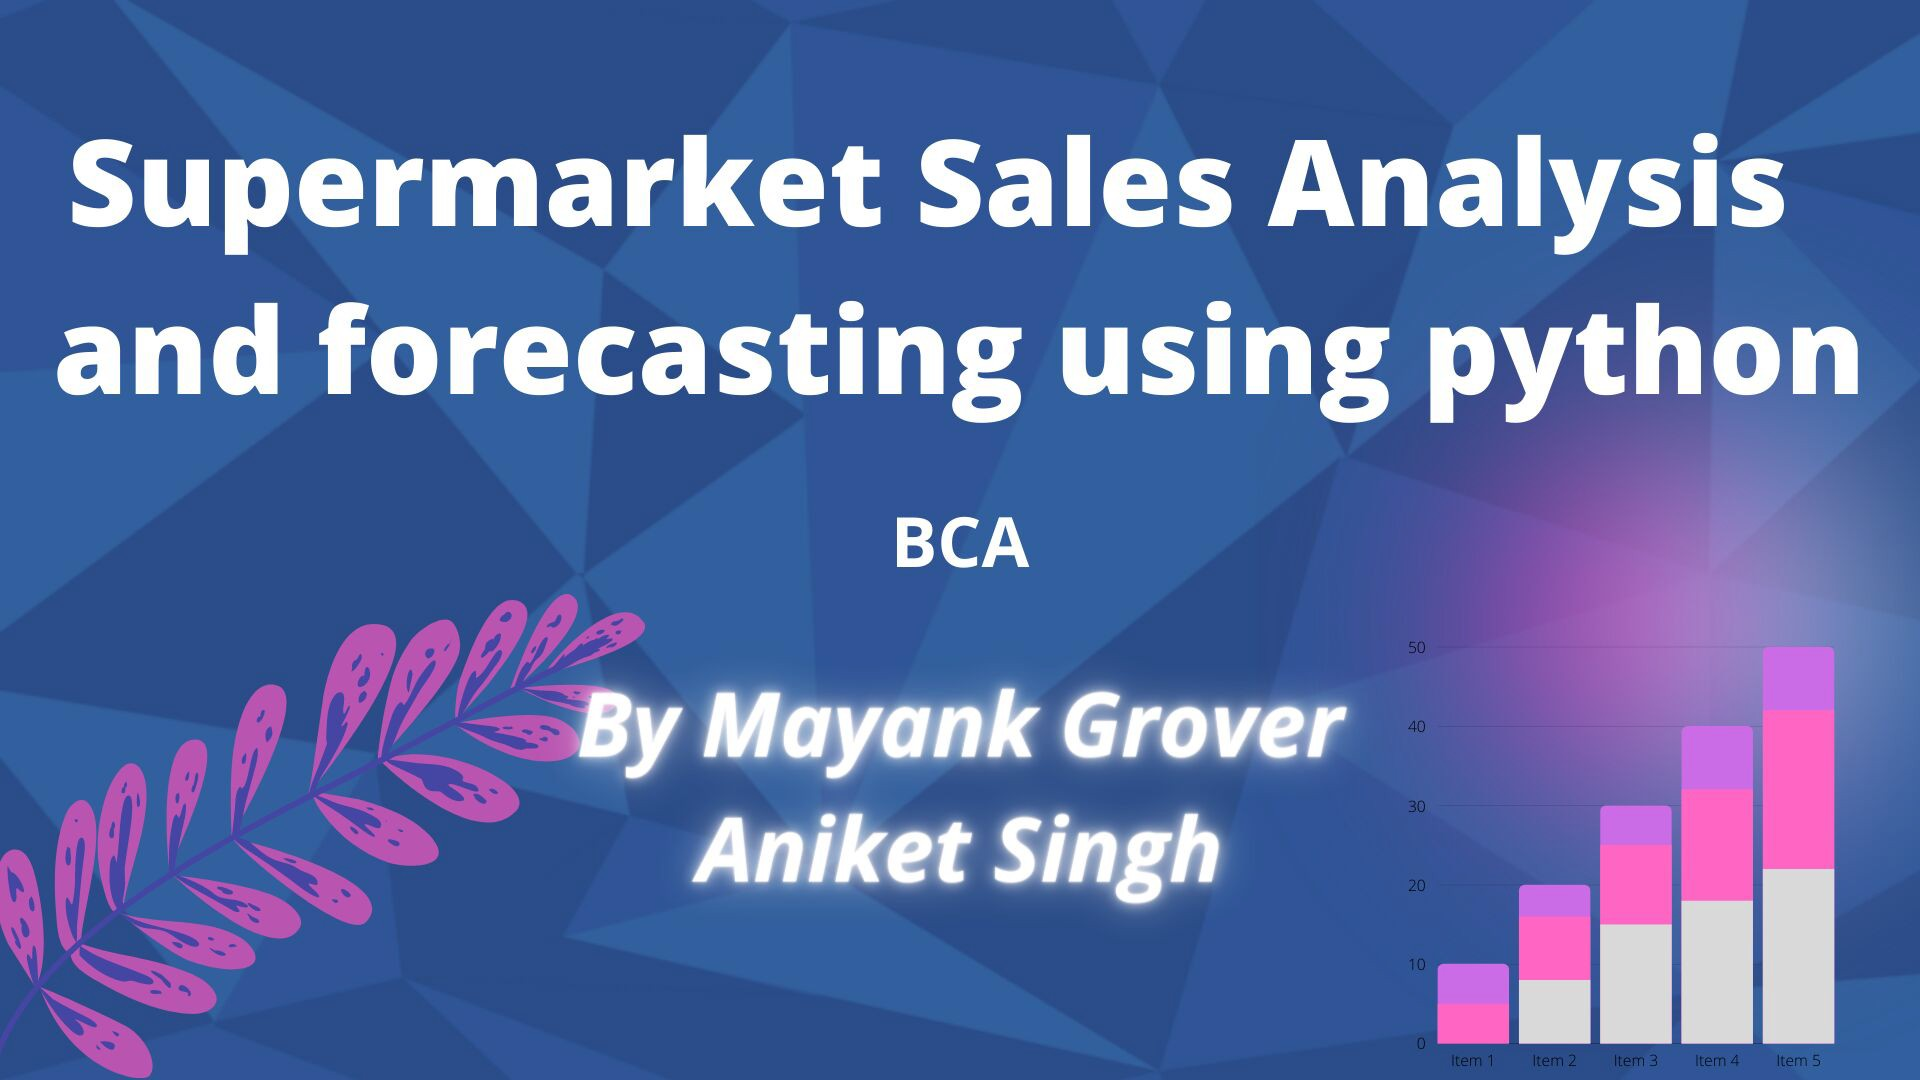 Supermarket Sales Analysis
and forecasting using python
BCA
By Mayank Grover
Aniket Singh
50
40
30
20
10
0
Item 1 Item 2 Item 3 Item 4 Item 5